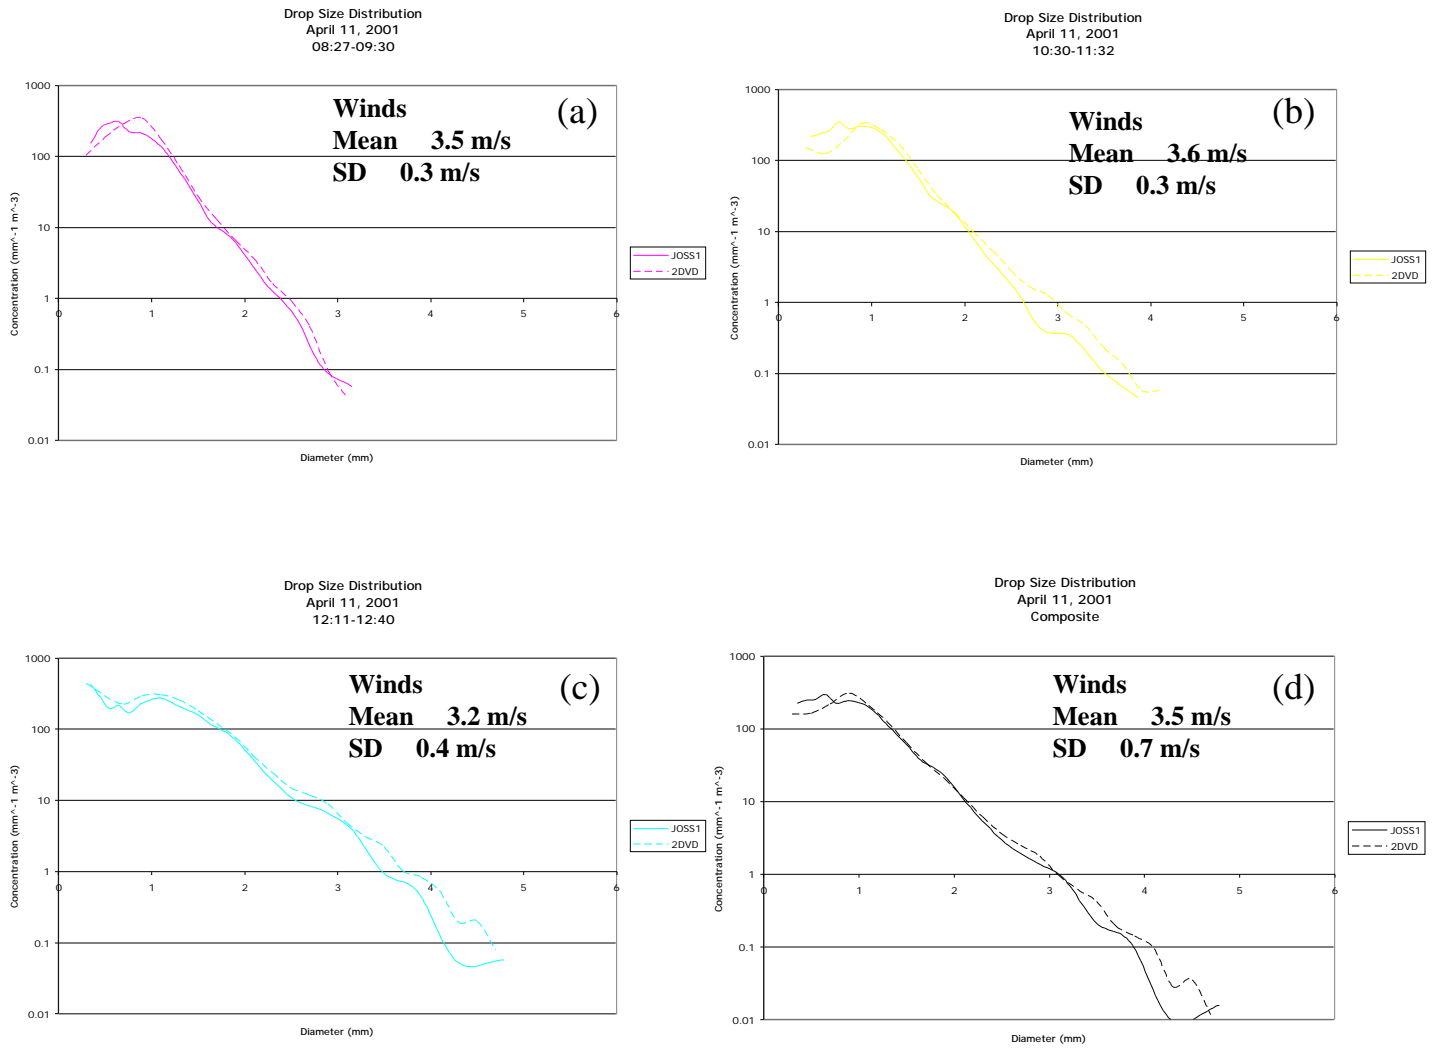 Drop Size Distribution
April 11, 2001
08:27-09:30
1000
100
10
1
0.1
0.01
0
1
2
3
4
5
6
Concentration (mm^-1 m^-3)
Diameter (mm)
Winds
Mean 3.5 m/s
SD 0.3 m/s
(a)
JOSS1
2DVD
Drop Size Distribution
April 11, 2001
10:30-11:32
1000
100
10
1
0.1
0.01
0
1
2
3
4
5
6
Concentration (mm^-1 m^-3)
Diameter (mm)
Winds
Mean 3.6 m/s
SD 0.3 m/s
(b)
JOSS1
2DVD
Drop Size Distribution
April 11, 2001
12:11-12:40
1000
100
10
1
0.1
0.01
0
1
2
3
4
5
6
Concentration (mm^-1 m^-3)
Diameter (mm)
Winds
Mean 3.2 m/s
SD 0.4 m/s
(c)
JOSS1
2DVD
Drop Size Distribution
April 11, 2001
Composite
1000
100
10
1
0.1
0.01
0
1
2
3
4
5
6
Concentration (mm^-1 m^-3)
Diameter (mm)
Winds
Mean 3.5 m/s
SD 0.7 m/s
(d)
JOSS1
2DVD